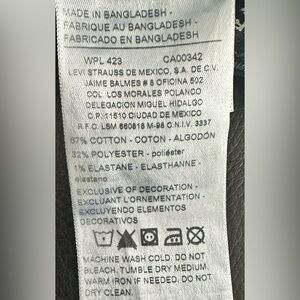 MADE IN BANGLADESH -
FABRIQUE AU BANGLADESH -
FABRICADO EN BANGLADESH
WPL 423 CA00342
LEVI STRAUSS DE MEXICO, S.A. DE C.V.
JAIME BALMES # 8 OFICINA 502
COL. LOS MORALES POLANCO
DELEGACION MIGUEL HIDALGO
C.P. 11510 CIUDAD DE MEXICO
R.F.C. LSM 660816 M-96 C.N.I.V. 3337
67% COTTON - COTON - ALGODÓN
32% POLYESTER - poliéster
1% ELASTANE - ELASTHANNE -
elastano
EXCLUSIVE OF DECORATION -
EXCLUANT L'ORNEMENTATION -
EXCLUYENDO ELEMENTOS
DECORATIVOS
MACHINE WASH COLD. DO NOT
BLEACH. TUMBLE DRY MEDIUM.
WARM IRON IF NEEDED. DO NOT
DRY CLEAN.